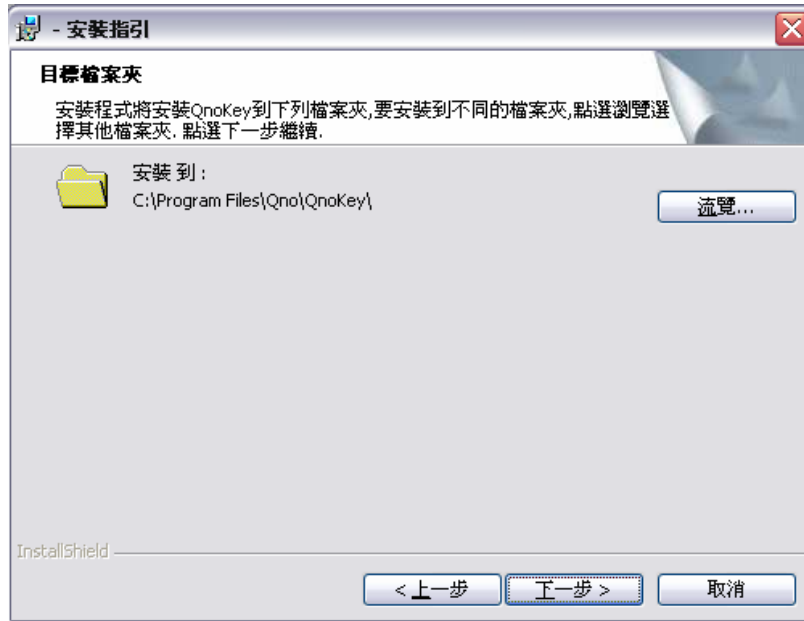 - 安裝指引
目標檔案夾
安裝程式將安裝QnoKey到下列檔案夾,要安裝到不同的檔案夾,點選瀏覽選
擇其他檔案夾. 點選下一步繼續.
安裝 到 :
C:\Program Files\Qno\QnoKey\
流覽...
InstallShield
< 上一步
下一步 >
取消